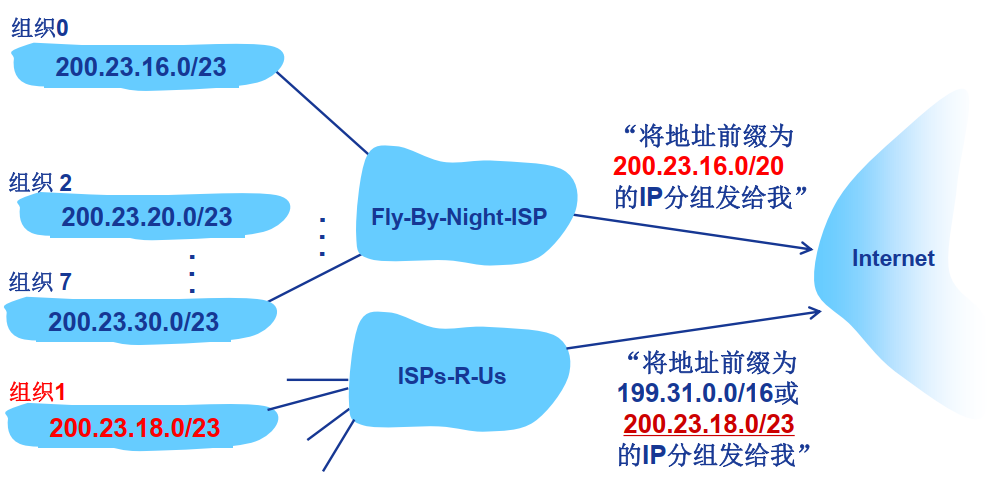 组织0
200.23.16.0/23
组织 2
200.23.20.0/23
组织 7
200.23.30.0/23
组织1
200.23.18.0/23
Fly-By-Night-ISP
ISPs-R-Us
“将地址前缀为
200.23.16.0/20
的IP分组发给我”
Internet
“将地址前缀为
199.31.0.0/16或
200.23.18.0/23
的IP分组发给我”